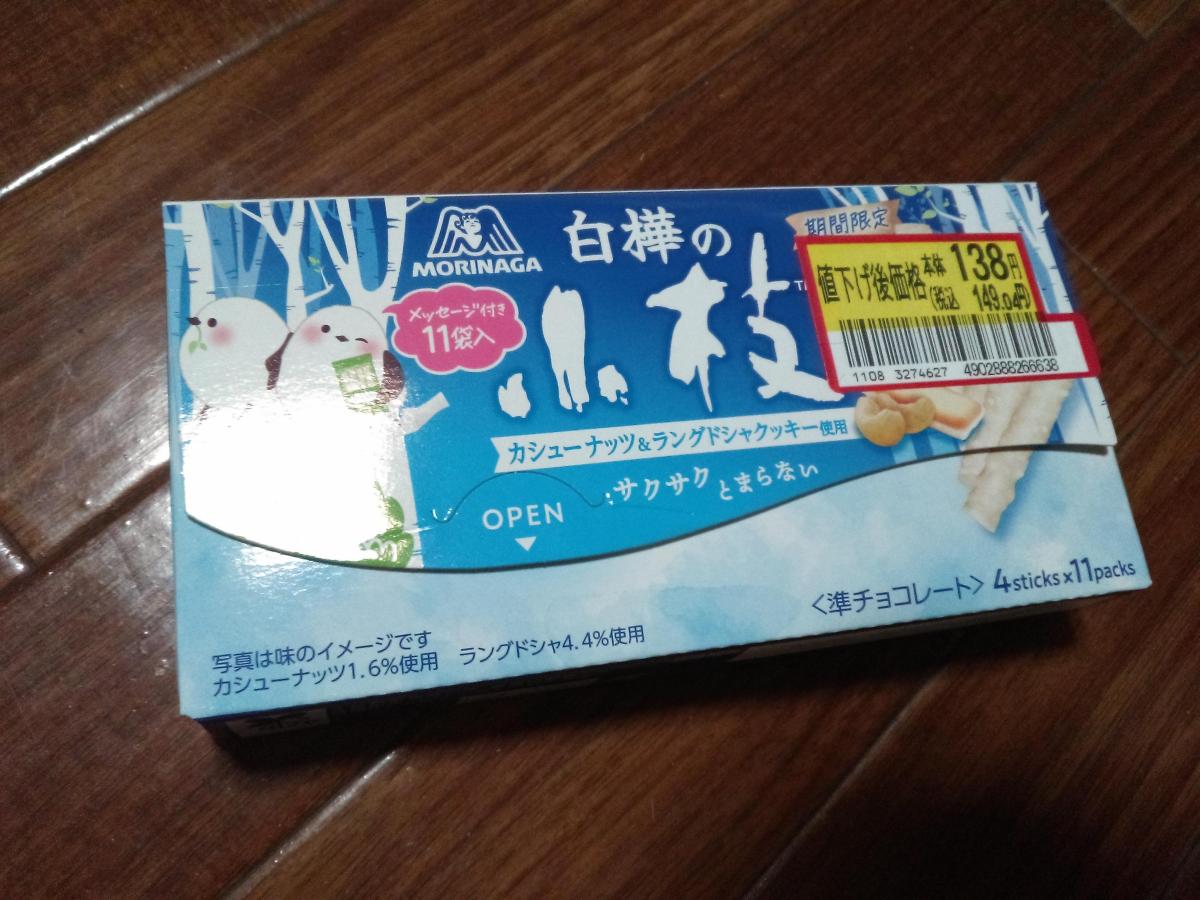 MORINAGA
白樺の
小枝
期間限定
値下げ後価格 本体 138円
(税込 149.04円)
1108 3274627 4902888266638
メッセージ付き
11袋入
カシューナッツ&ラングドシャクッキー使用
サクサクとまらない
OPEN
<準チョコレート> 4sticks×11packs
写真は味のイメージです
カシューナッツ1.6%使用 ラングドシャ4.4%使用